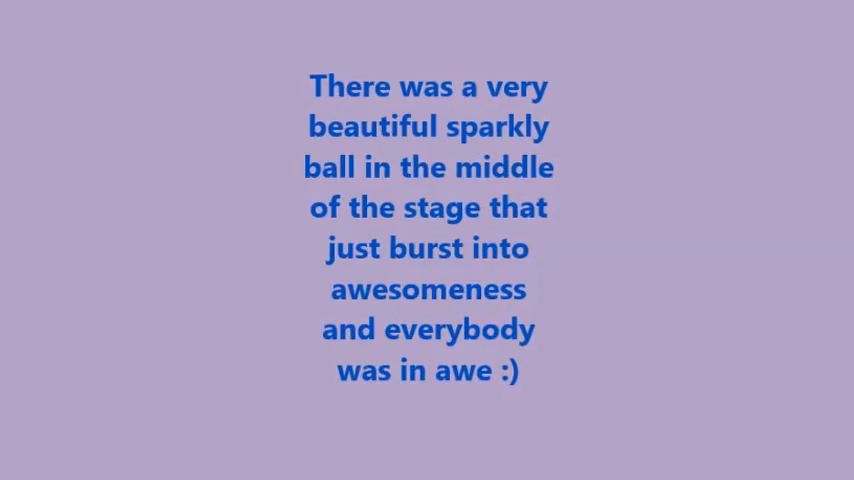 There was a very
beautiful sparkly
ball in the middle
of the stage that
just burst into
awesomeness
and everybody
was in awe :)